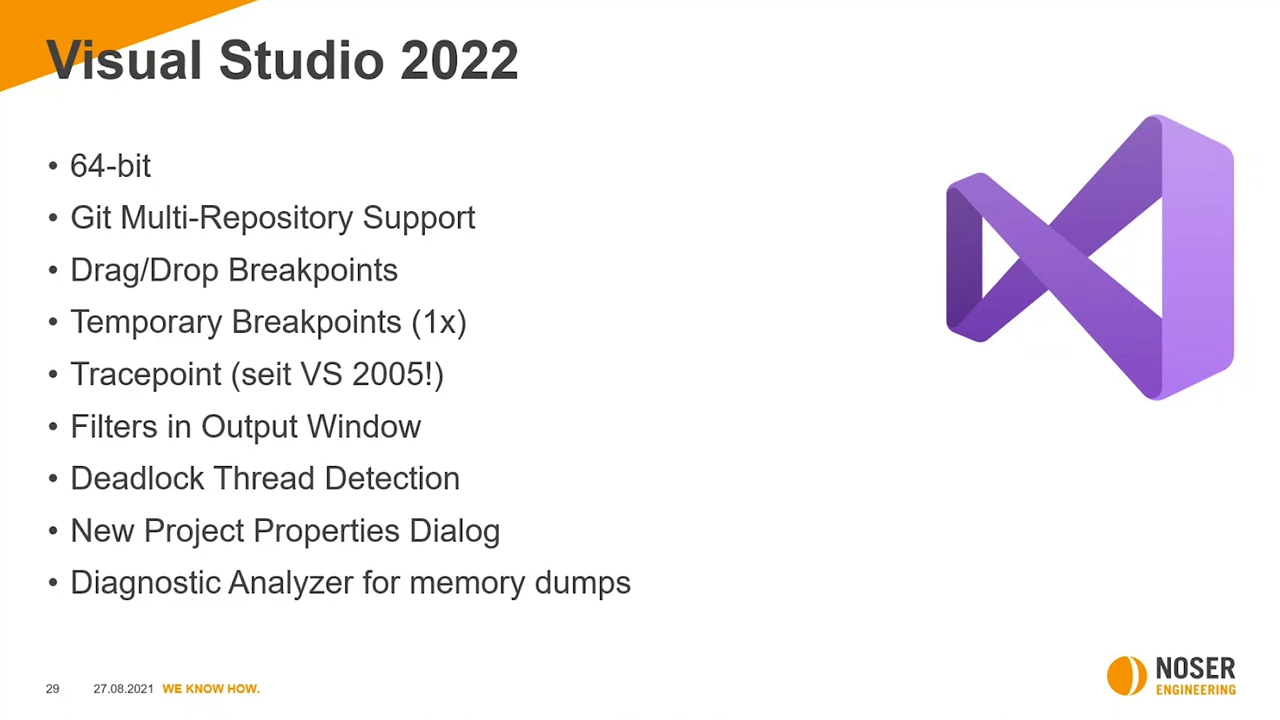 Visual Studio 2022
• 64-bit
• Git Multi-Repository Support
• Drag/Drop Breakpoints
• Temporary Breakpoints (1x)
• Tracepoint (seit VS 2005!)
• Filters in Output Window
• Deadlock Thread Detection
• New Project Properties Dialog
• Diagnostic Analyzer for memory dumps
29 27.08.2021 WE KNOW HOW.
NOSER
ENGINEERING